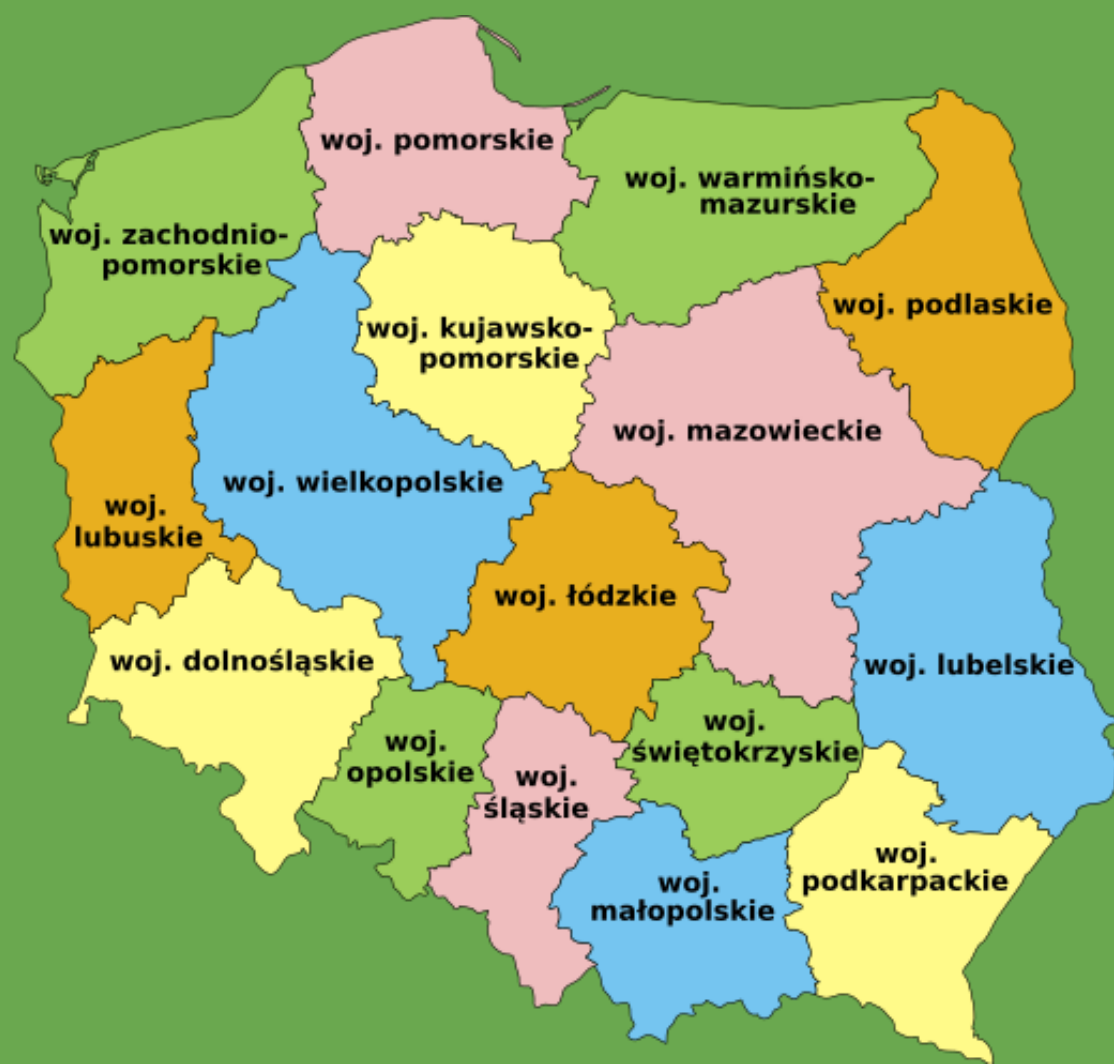 woj. pomorskie
woj. warmińsko-
mazurskie
woj. zachodnio-
pomorskie
woj. podlaskie
woj. kujawsko-
pomorskie
woj. mazowieckie
woj. wielkopolskie
woj.
lubuskie
woj. łódzkie
woj. dolnośląskie
woj. lubelskie
woj.
opolskie
woj.
śląskie
woj.
świętokrzyskie
woj.
małopolskie
woj.
podkarpackie